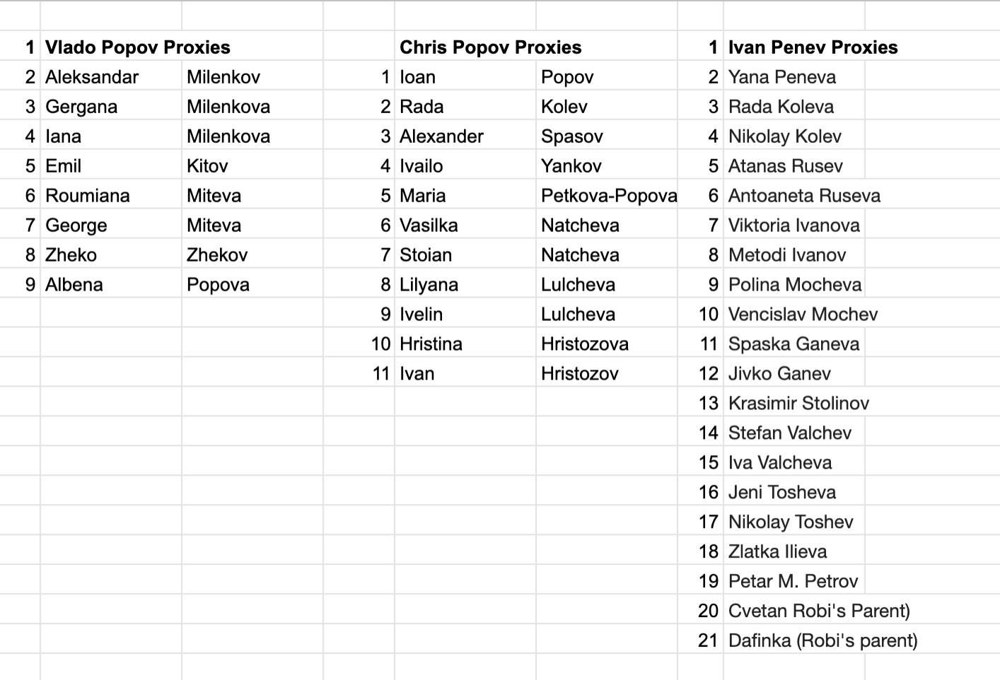 1 Vlado Popov Proxies Chris Popov Proxies 1 Ivan Penev Proxies
2 Aleksandar Milenkov 1 Ioan Popov 2 Yana Peneva
3 Gergana Milenkova 2 Rada Kolev 3 Rada Koleva
4 Iana Milenkova 3 Alexander Spasov 4 Nikolay Kolev
5 Emil Kitov 4 Ivailo Yankov 5 Atanas Rusev
6 Roumiana Miteva 5 Maria Petkova-Popova 6 Antoaneta Ruseva
7 George Miteva 6 Vasilka Natcheva 7 Viktoria Ivanova
8 Zheko Zhekov 7 Stoian Natcheva 8 Metodi Ivanov
9 Albena Popova 8 Lilyana Lulcheva 9 Polina Mocheva
9 Ivelin Lulcheva 10 Vencislav Mochev
10 Hristina Hristozova 11 Spaska Ganeva
11 Ivan Hristozov 12 Jivko Ganev
13 Krasimir Stolinov
14 Stefan Valchev
15 Iva Valcheva
16 Jeni Tosheva
17 Nikolay Toshev
18 Zlatka Ilieva
19 Petar M. Petrov
20 Cvetan Robi's Parent)
21 Dafinka (Robi's parent)